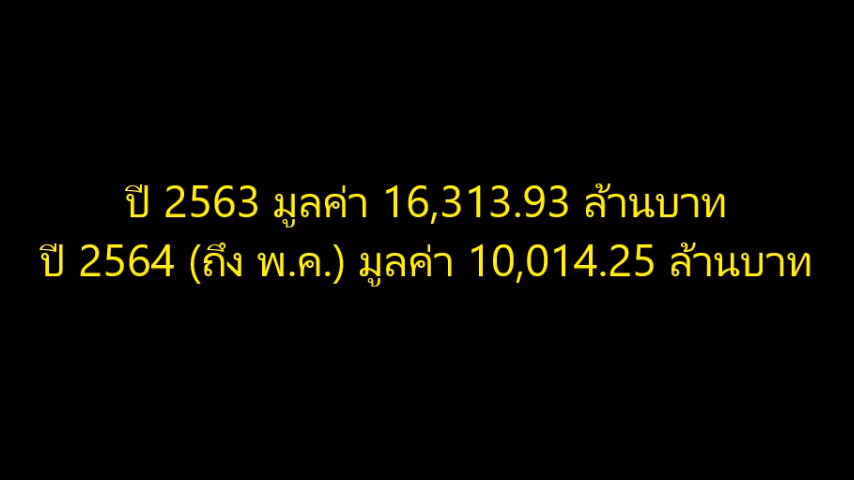 ปี 2563 มูลค่า 16,313.93 ล้านบาท
ปี 2564 (ถึง พ.ค.) มูลค่า 10,014.25 ล้านบาท